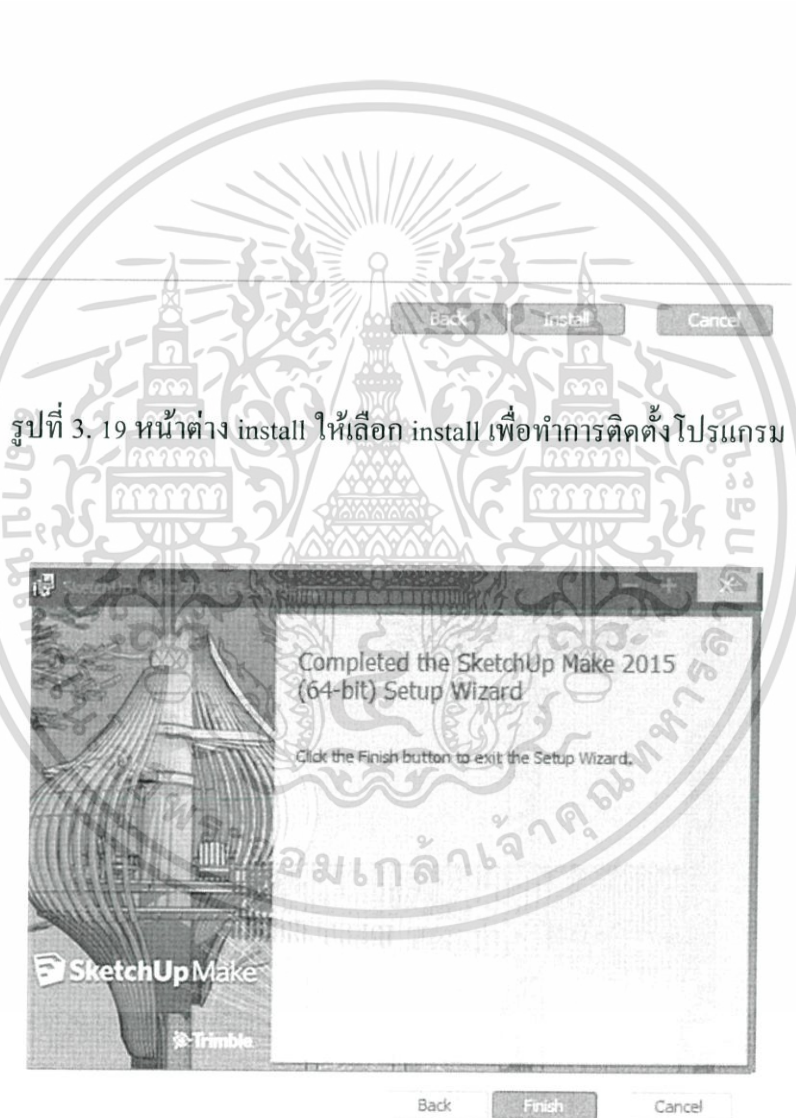 Back Install Cancel
รูปที่ 3. 19 หน้าต่าง install ให้เลือก install เพื่อทำการติดตั้งโปรแกรม
Completed the SketchUp Make 2015
(64-bit) Setup Wizard
Click the Finish button to exit the Setup Wizard.
SketchUp Make
Trimble
Back Finish Cancel